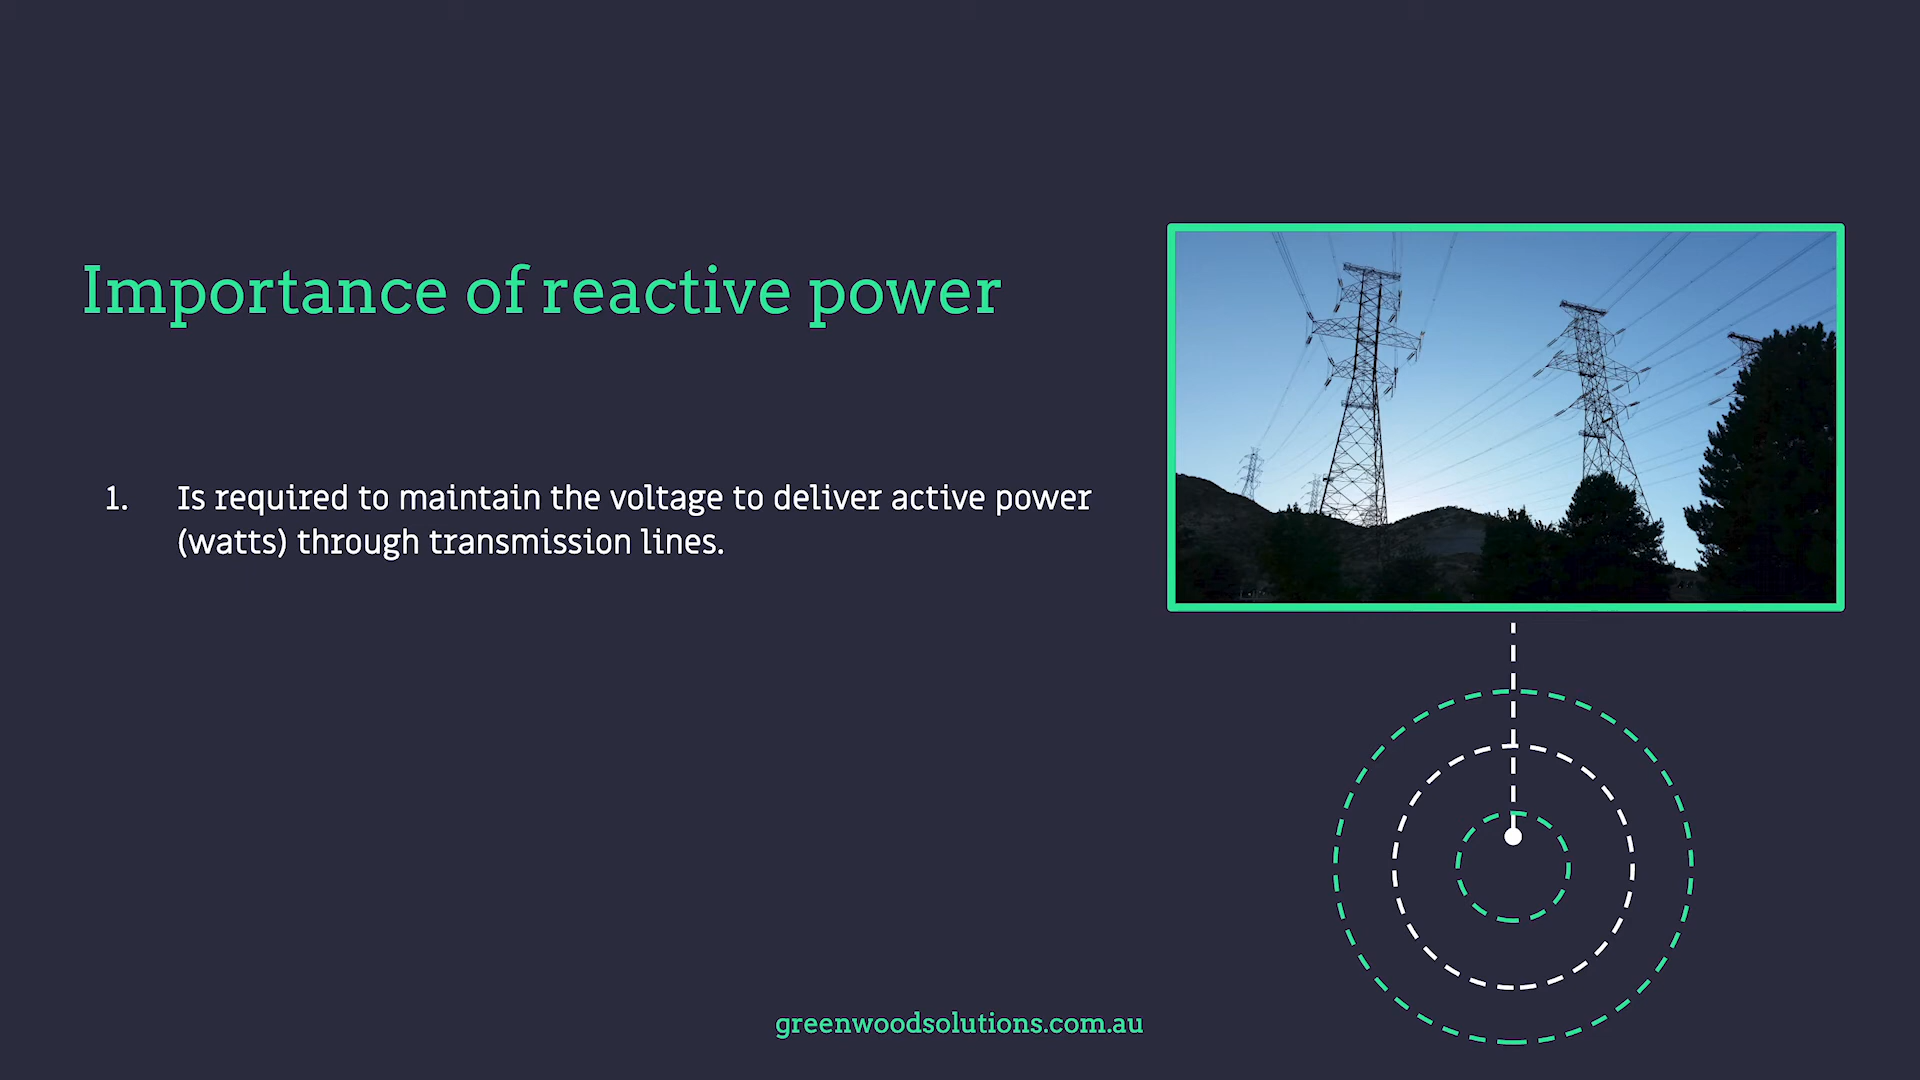 Importance of reactive power
1. Is required to maintain the voltage to deliver active power
(watts) through transmission lines.
greenwoodsolutions.com.au